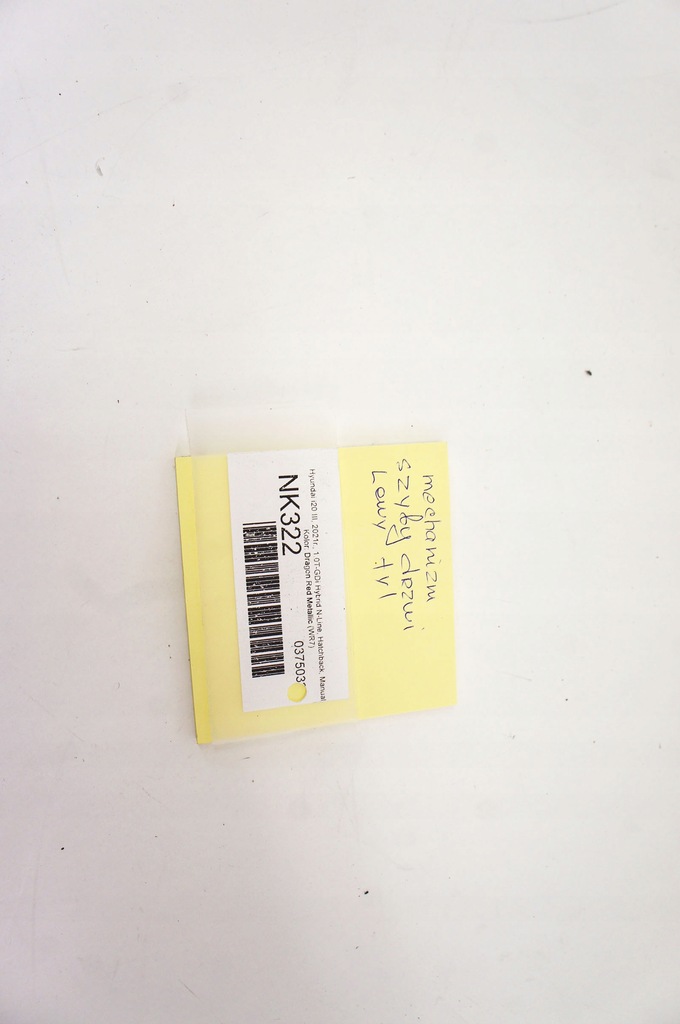 mechanizm
szyby drzwi
Lewy tył
Hyundai i20 III, 2021r., 1.0T-GDi Hybrid N-Line, Hatchback, Manual
Kolor: Dragon Red Metallic (WR7)
NK322
037503